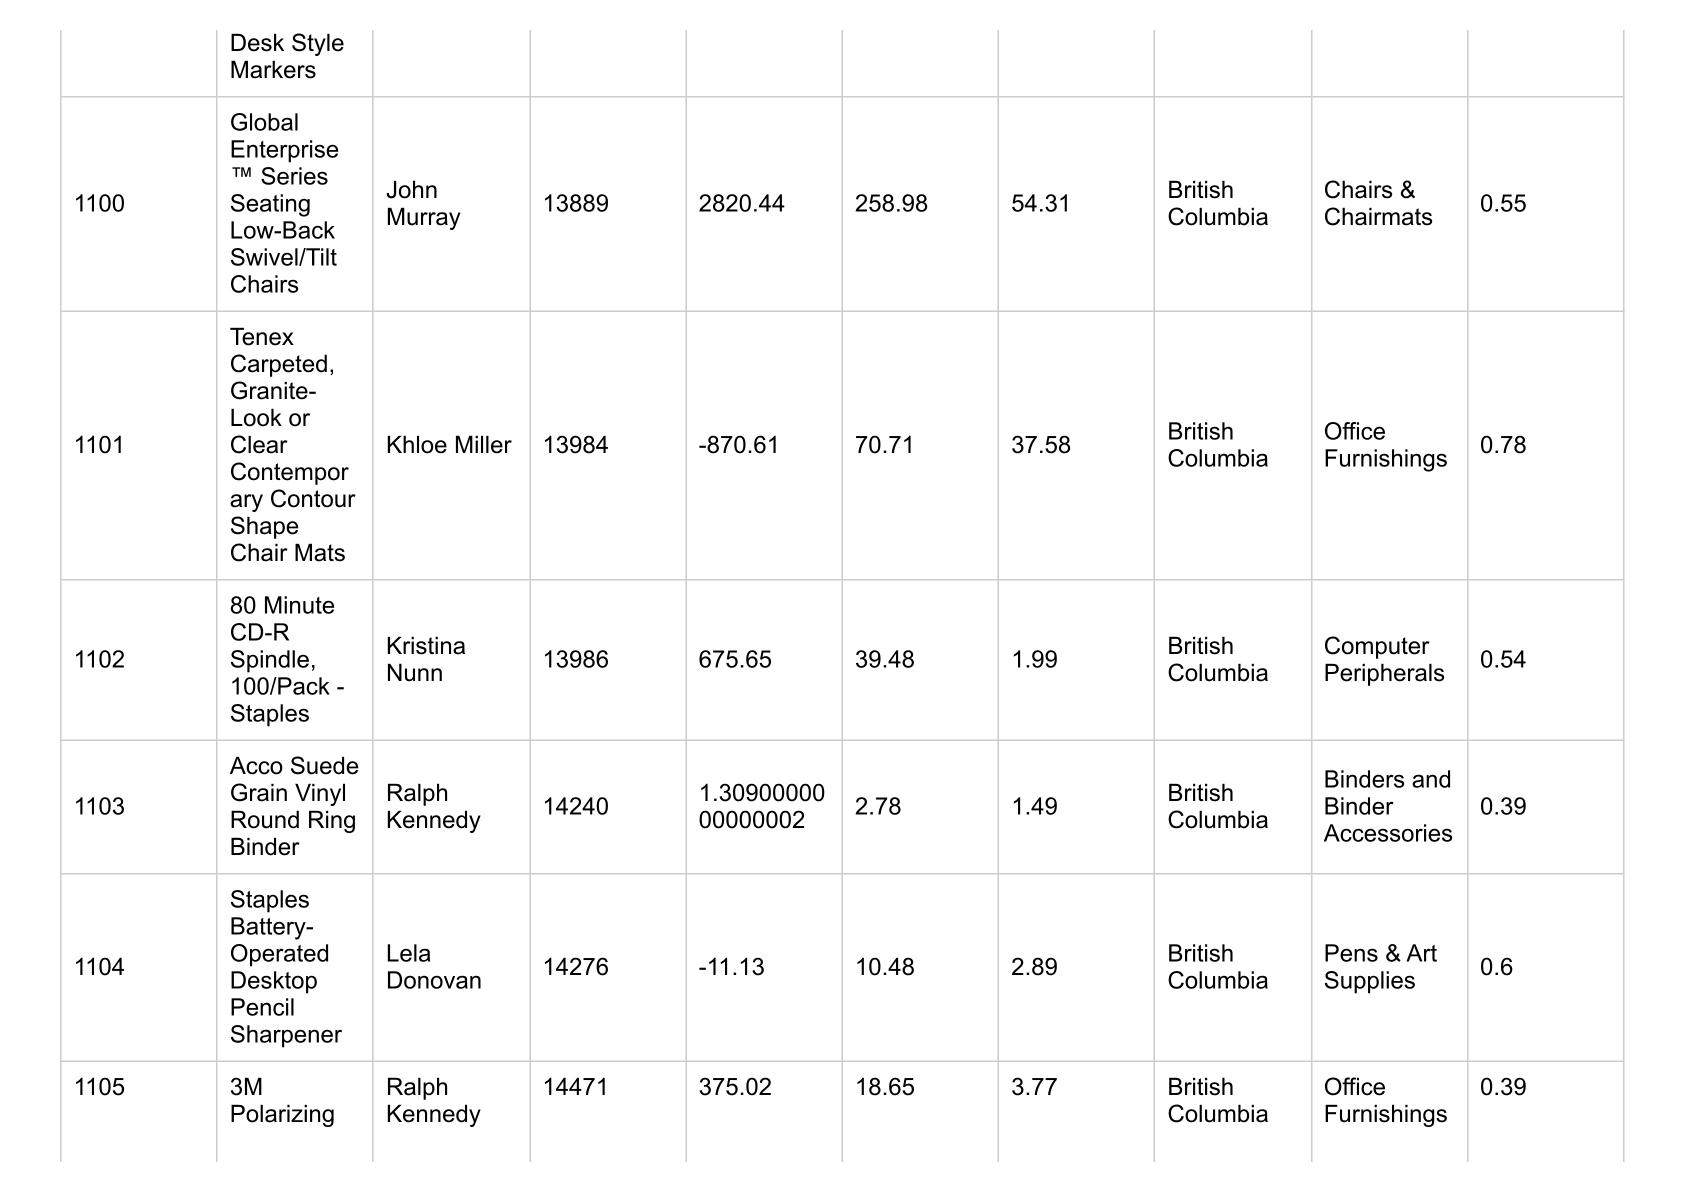 Desk Style
Markers
1100
Global
Enterprise
™ Series
Seating
Low-Back
Swivel/Tilt
Chairs
John
Murray
13889
2820.44
258.98
54.31
British
Columbia
Chairs &
Chairmats
0.55
1101
Tenex
Carpeted,
Granite-
Look or
Clear
Contempor
ary Contour
Shape
Chair Mats
Khloe Miller
13984
-870.61
70.71
37.58
British
Columbia
Office
Furnishings
0.78
1102
80 Minute
CD-R
Spindle,
100/Pack -
Staples
Kristina
Nunn
13986
675.65
39.48
1.99
British
Columbia
Computer
Peripherals
0.54
1103
Acco Suede
Grain Vinyl
Round Ring
Binder
Ralph
Kennedy
14240
1.30900000
00000002
2.78
1.49
British
Columbia
Binders and
Binder
Accessories
0.39
1104
Staples
Battery-
Operated
Desktop
Pencil
Sharpener
Lela
Donovan
14276
-11.13
10.48
2.89
British
Columbia
Pens & Art
Supplies
0.6
1105
3M
Polarizing
Ralph
Kennedy
14471
375.02
18.65
3.77
British
Columbia
Office
Furnishings
0.39